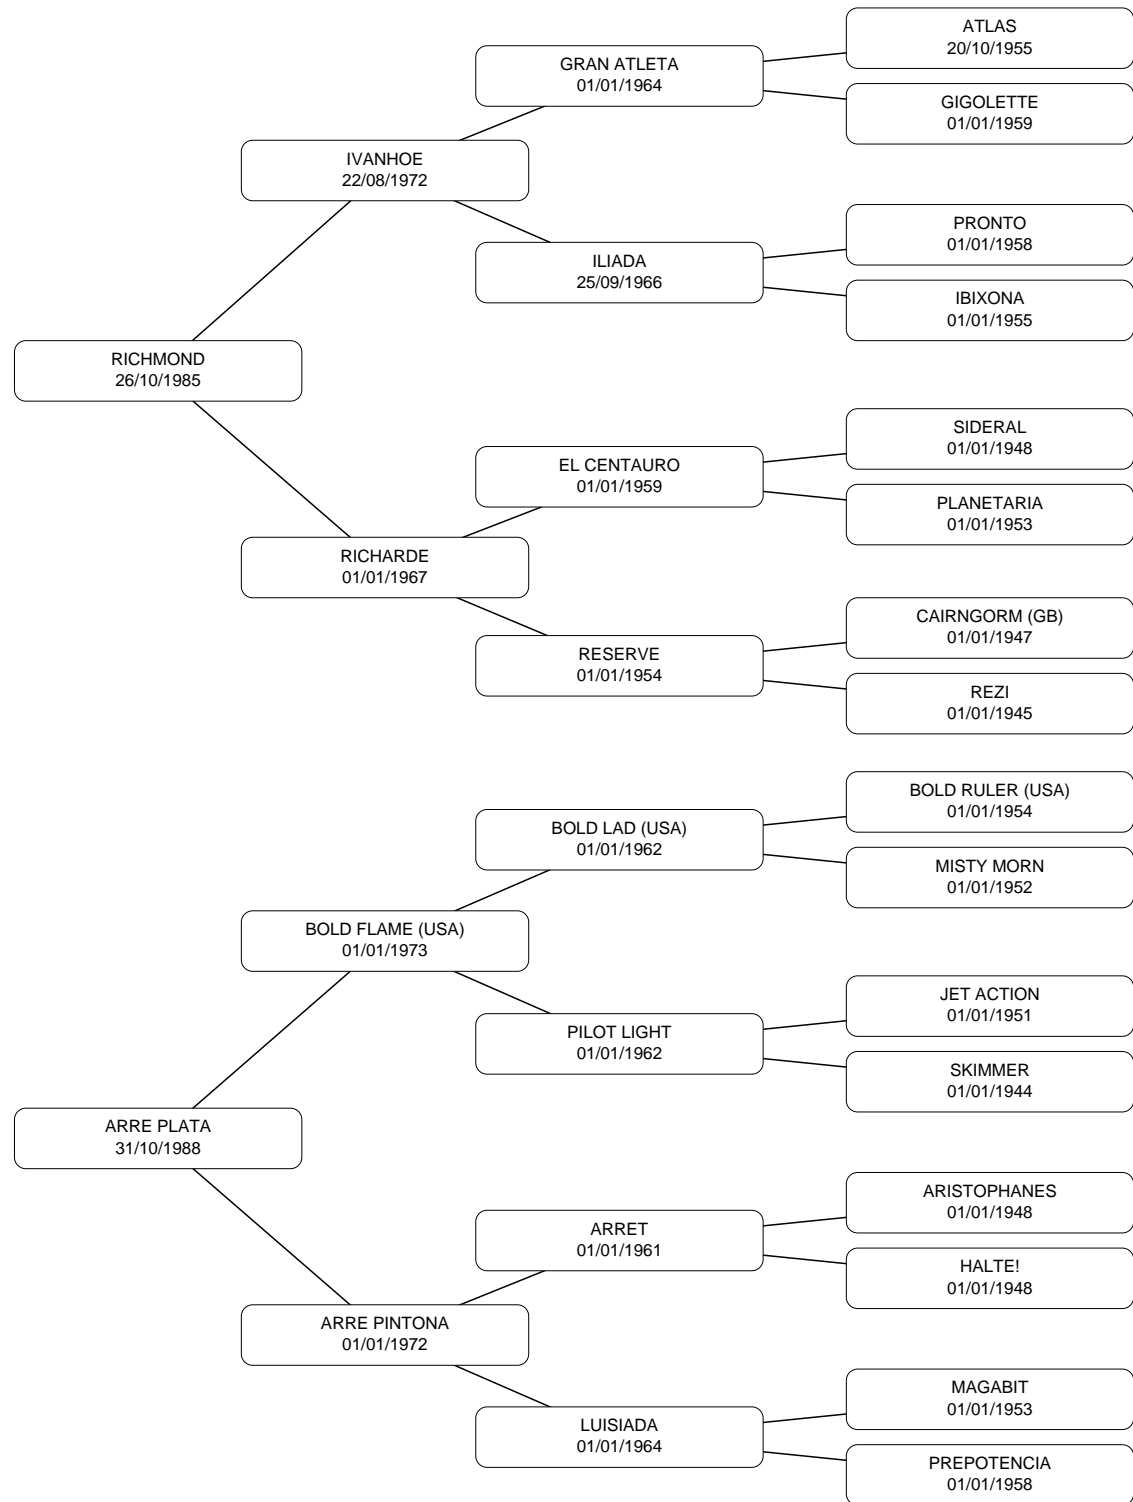 ATLAS
20/10/1955
GRAN ATLETA
01/01/1964
GIGOLETTE
01/01/1959
IVANHOE
22/08/1972
PRONTO
01/01/1958
ILIADA
25/09/1966
IBIXONA
01/01/1955
RICHMOND
26/10/1985
SIDERAL
01/01/1948
EL CENTAURO
01/01/1959
PLANETARIA
01/01/1953
RICHARDE
01/01/1967
CAIRNGORM (GB)
01/01/1947
RESERVE
01/01/1954
REZI
01/01/1945
BOLD RULER (USA)
01/01/1954
BOLD LAD (USA)
01/01/1962
MISTY MORN
01/01/1952
BOLD FLAME (USA)
01/01/1973
JET ACTION
01/01/1951
PILOT LIGHT
01/01/1962
SKIMMER
01/01/1944
ARRE PLATA
31/10/1988
ARISTOPHANES
01/01/1948
ARRET
01/01/1961
HALTE!
01/01/1948
ARRE PINTONA
01/01/1972
MAGABIT
01/01/1953
LUISIADA
01/01/1964
PREPOTENCIA
01/01/1958